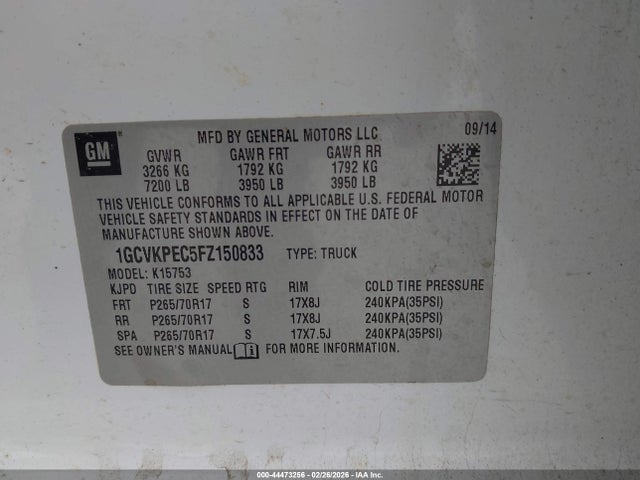 GM
MFD BY GENERAL MOTORS LLC 09/14
GVWR GAWR FRT GAWR RR
3266 KG 1792 KG 1792 KG
7200 LB 3950 LB 3950 LB
THIS VEHICLE CONFORMS TO ALL APPLICABLE U.S. FEDERAL MOTOR
VEHICLE SAFETY STANDARDS IN EFFECT ON THE DATE OF
MANUFACTURE SHOWN ABOVE.
1GCVKPEC5FZ150833 TYPE: TRUCK
MODEL: K15753
KJPD TIRE SIZE SPEED RTG RIM COLD TIRE PRESSURE
FRT P265/70R17 S 17X8J 240KPA(35PSI)
RR P265/70R17 S 17X8J 240KPA(35PSI)
SPA P265/70R17 S 17X7.5J 240KPA(35PSI)
SEE OWNER'S MANUAL FOR MORE INFORMATION.
000-44473256 - 02/26/2026 - IAA Inc.